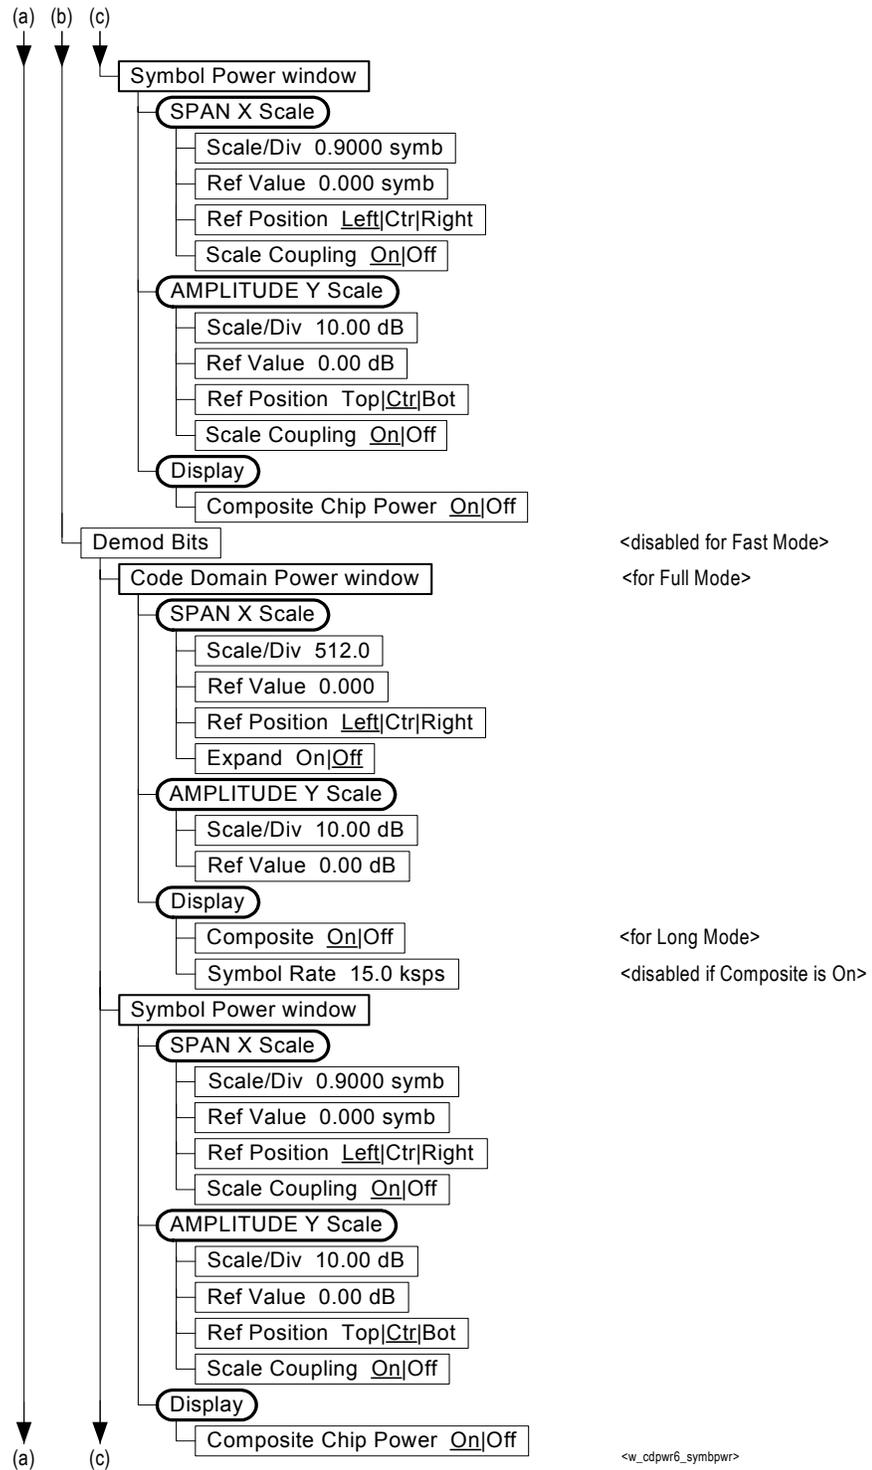 (a) (b) (c)
Symbol Power window
SPAN X Scale
Scale/Div 0.9000 symb
Ref Value 0.000 symb
Ref Position Left|Ctr|Right
Scale Coupling On|Off
AMPLITUDE Y Scale
Scale/Div 10.00 dB
Ref Value 0.00 dB
Ref Position Top|Ctr|Bot
Scale Coupling On|Off
Display
Composite Chip Power On|Off
Demod Bits <disabled for Fast Mode>
Code Domain Power window <for Full Mode>
SPAN X Scale
Scale/Div 512.0
Ref Value 0.000
Ref Position Left|Ctr|Right
Expand On|Off
AMPLITUDE Y Scale
Scale/Div 10.00 dB
Ref Value 0.00 dB
Display
Composite On|Off <for Long Mode>
Symbol Rate 15.0 ksps <disabled if Composite is On>
Symbol Power window
SPAN X Scale
Scale/Div 0.9000 symb
Ref Value 0.000 symb
Ref Position Left|Ctr|Right
Scale Coupling On|Off
AMPLITUDE Y Scale
Scale/Div 10.00 dB
Ref Value 0.00 dB
Ref Position Top|Ctr|Bot
Scale Coupling On|Off
Display
Composite Chip Power On|Off
(a) (c) <w_cdpwr6_symbpwr>